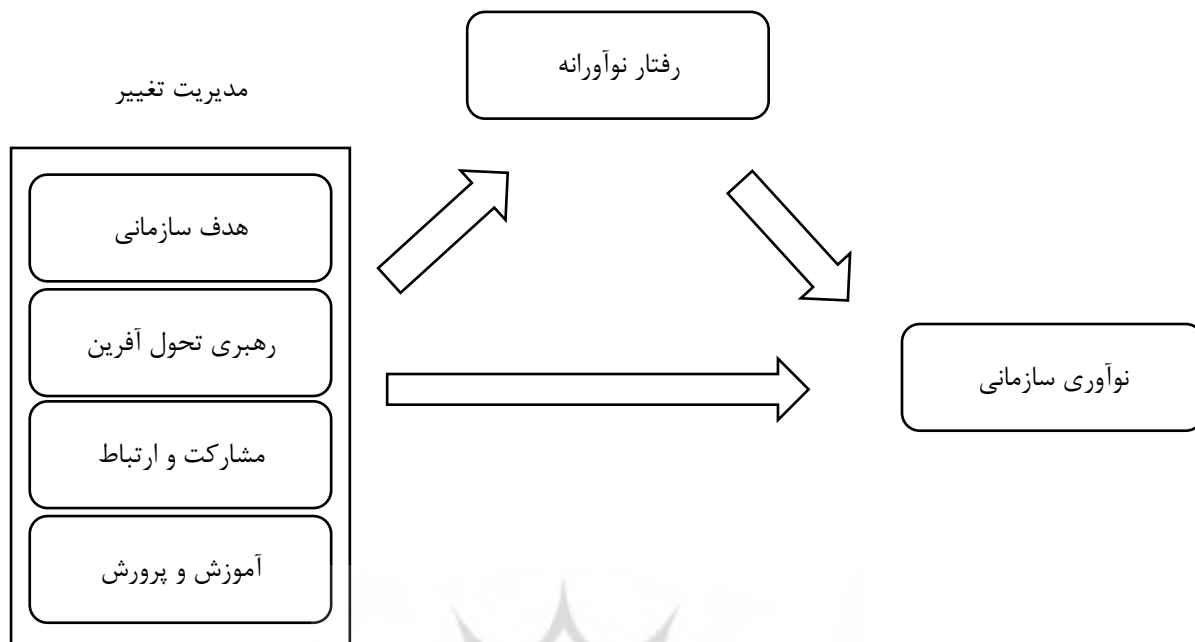 رفتار نوآورانه
مدیریت تغییر
هدف سازمانی
رهبری تحول آفرین
نوآوری سازمانی
مشارکت و ارتباط
آموزش و پرورش